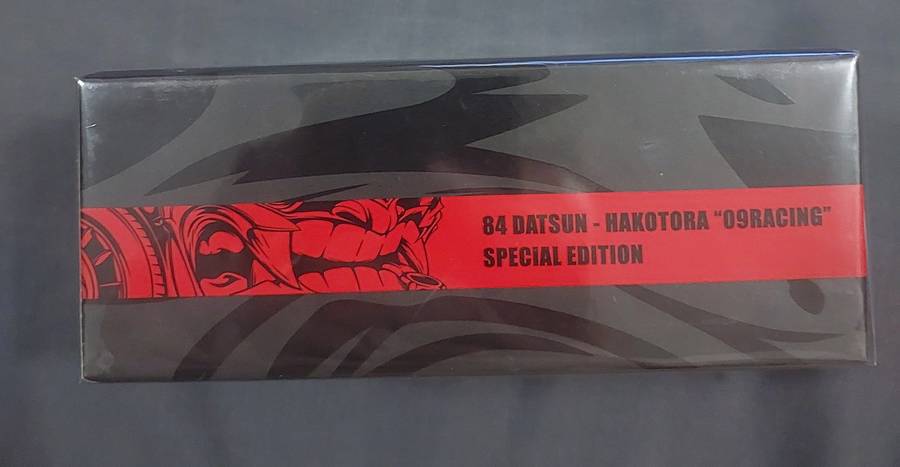 84 DATSUN - HAKOTORA “09RACING”
SPECIAL EDITION